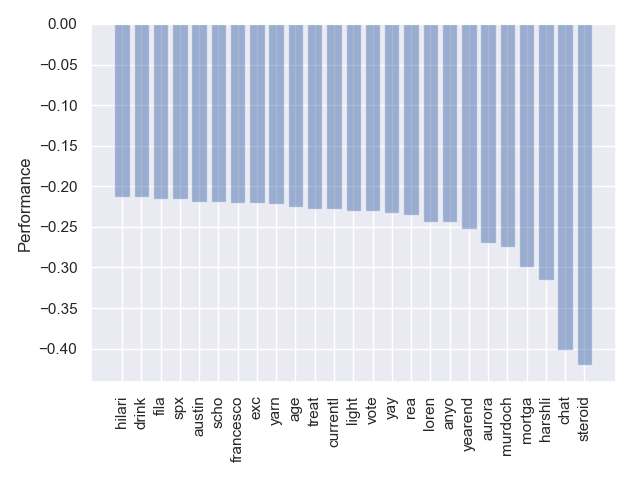 0.00
−0.05
−0.10
−0.15
−0.20
−0.25
−0.30
−0.35
−0.40
Performance
hilari
drink
fila
spx
austin
scho
francesco
exc
yarn
age
treat
currentl
light
vote
yay
rea
loren
anyo
yearend
aurora
murdoch
mortga
harshli
chat
steroid